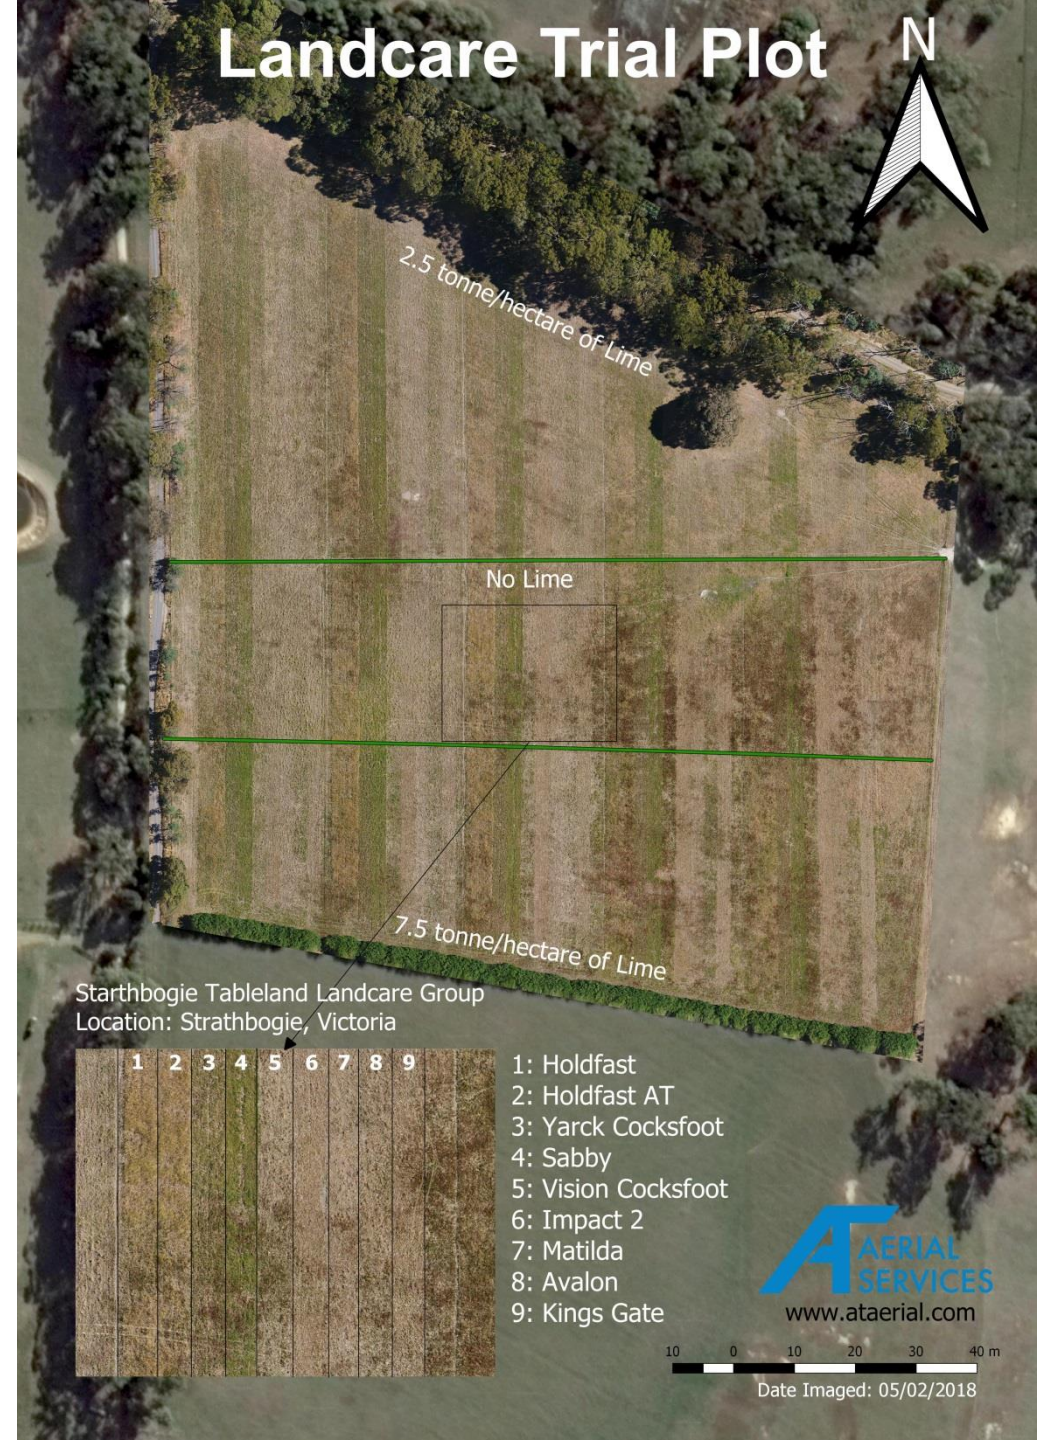 Landcare Trial Plot
N
2.5 tonne/hectare of Lime
No Lime
7.5 tonne/hectare of Lime
Starthbogie Tableland Landcare Group
Location: Strathbogie, Victoria
1 2 3 4 5 6 7 8 9
1: Holdfast
2: Holdfast AT
3: Yarck Cocksfoot
4: Sabby
5: Vision Cocksfoot
6: Impact 2
7: Matilda
8: Avalon
9: Kings Gate
AT AERIAL
SERVICES
www.ataerial.com
10 0 10 20 30 40 m
Date Imaged: 05/02/2018